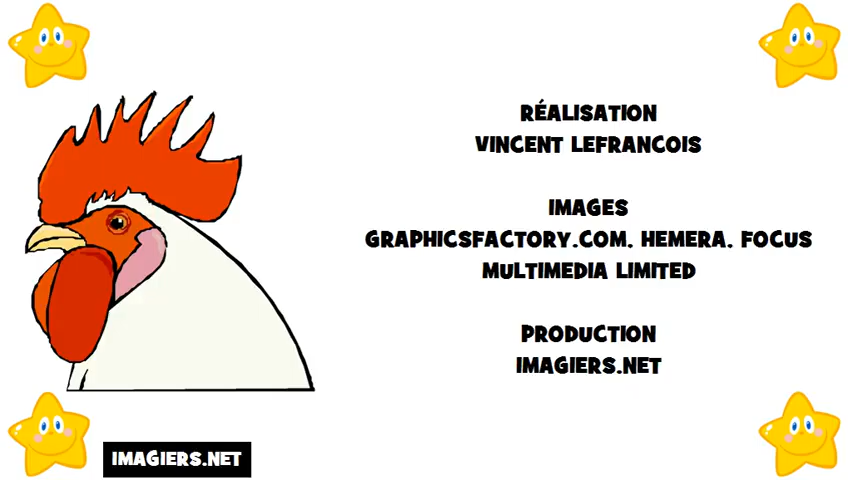 RÉALISATION
VINCENT LEFRANCOIS
IMAGES
GRAPHICSFACTORY.COM, HEMERA, FOCUS
MULTIMEDIA LIMITED
PRODUCTION
IMAGIERS.NET
IMAGIERS.NET